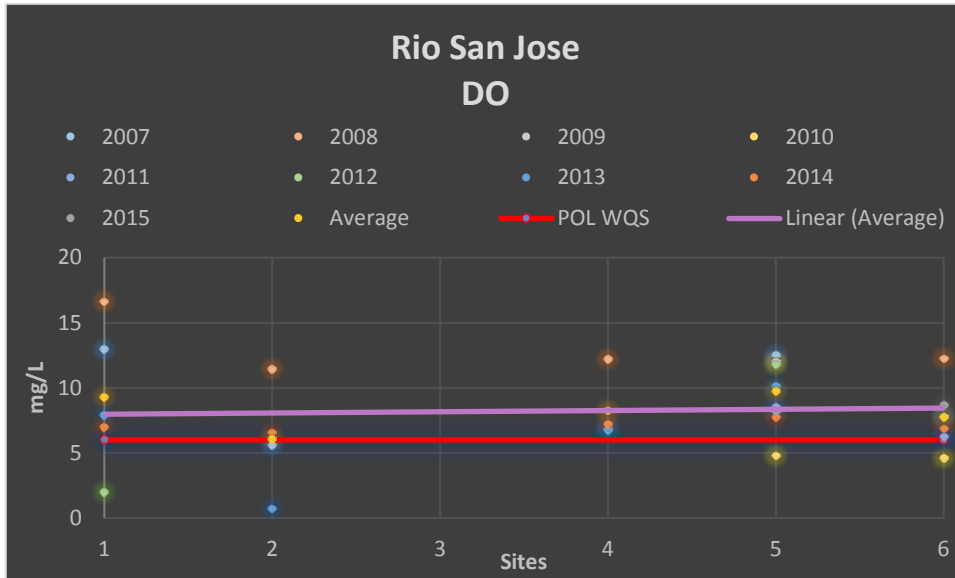 Rio San Jose
DO
2007 2008 2009 2010
2011 2012 2013 2014
2015 Average POL WQS Linear (Average)
20
15
10
5
0
mg/L
1 2 3 4 5 6
Sites